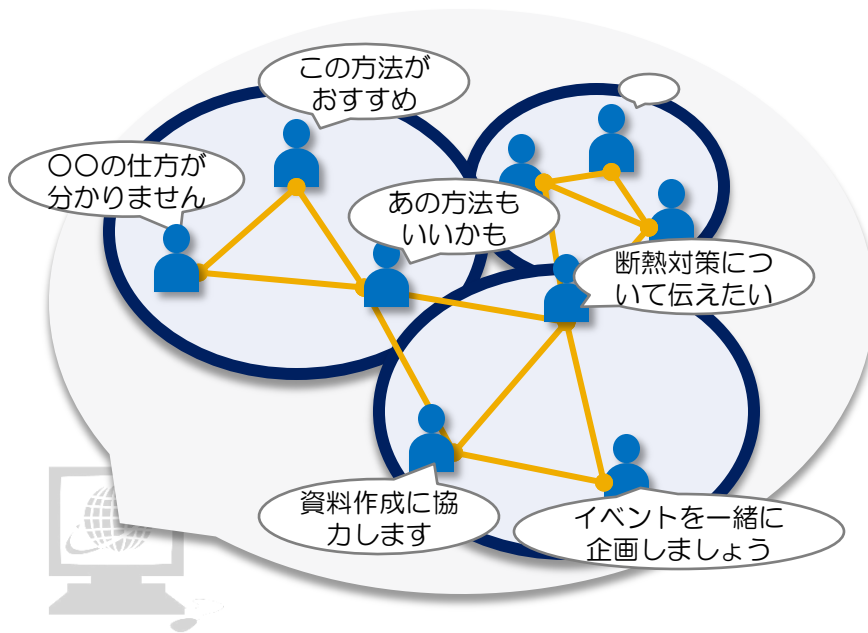 この方法が
おすすめ
〇〇の仕方が
分かりません
あの方法も
いいかも
断熱対策につ
いて伝えたい
資料作成に協
力します
イベントを一緒に
企画しましょう